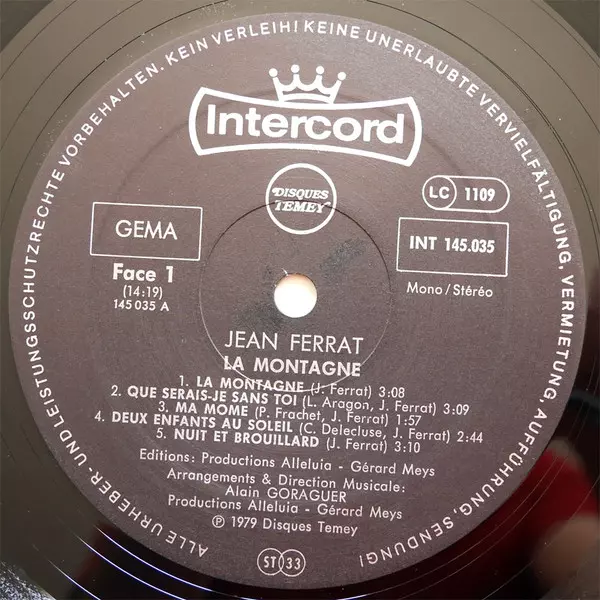 ALLE URHEBER- UND LEISTUNGSSCHUTZRECHTE VORBEHALTEN. KEIN VERLEIH! KEINE UNERLAUBTE VERVIELFÄLTIGUNG, VERMIETUNG, AUFFÜHRUNG, SENDUNG!
Intercord
DISQUES
TEMEY
LC 1109
GEMA
INT 145.035
Face 1
(14:19)
145 035 A
Mono/Stéréo
JEAN FERRAT
LA MONTAGNE
1. LA MONTAGNE (J. Ferrat) 3:08
2. QUE SERAIS-JE SANS TOI (L. Aragon, J. Ferrat) 3:09
3. MA MOME (P. Frachet, J. Ferrat) 1:57
4. DEUX ENFANTS AU SOLEIL (C. Delecluse, J. Ferrat) 2:44
5. NUIT ET BROUILLARD (J. Ferrat) 3:10
Editions: Productions Alleluia - Gérard Meys
Arrangements & Direction Musicale:
Alain GORAGUER
Productions Alleluia - Gérard Meys
℗ 1979 Disques Temey
ST 33